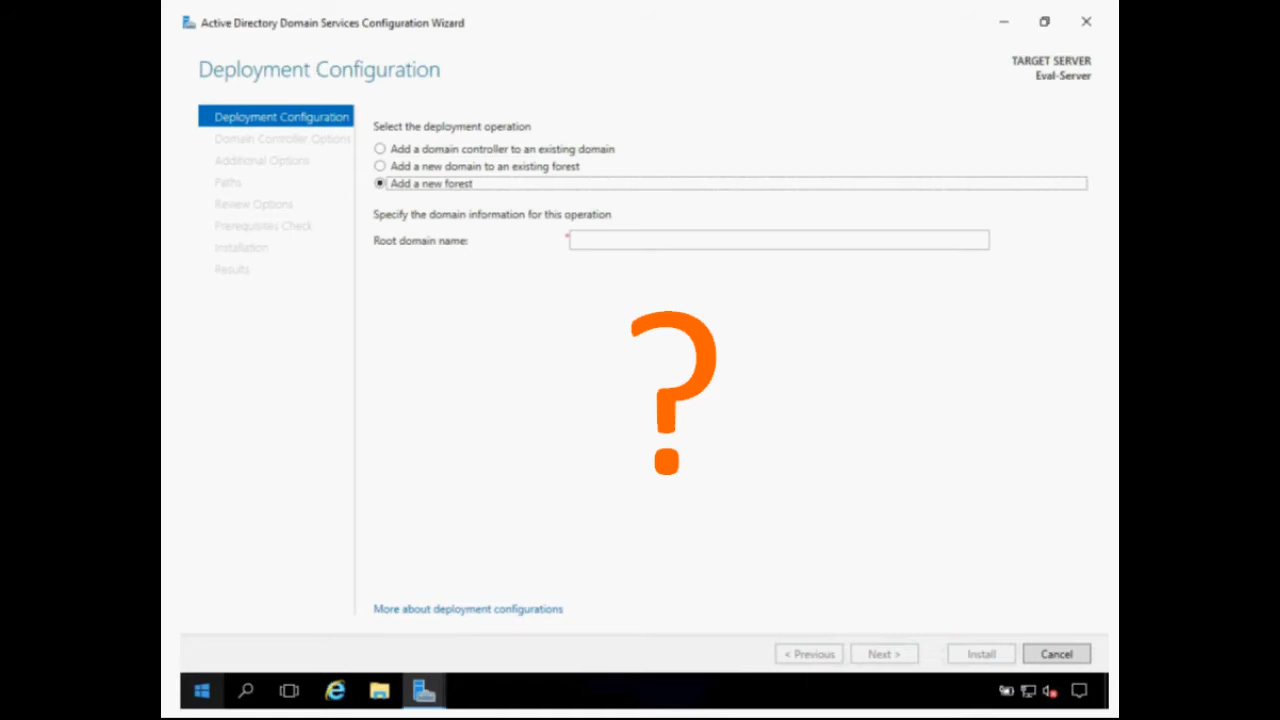 Active Directory Domain Services Configuration Wizard
Deployment Configuration
TARGET SERVER
Eval-Server
Deployment Configuration
Domain Controller Options
Additional Options
Paths
Review Options
Prerequisites Check
Installation
Results
Select the deployment operation
Add a domain controller to an existing domain
Add a new domain to an existing forest
Add a new forest
Specify the domain information for this operation
Root domain name:
*
?
More about deployment configurations
< Previous
Next >
Install
Cancel